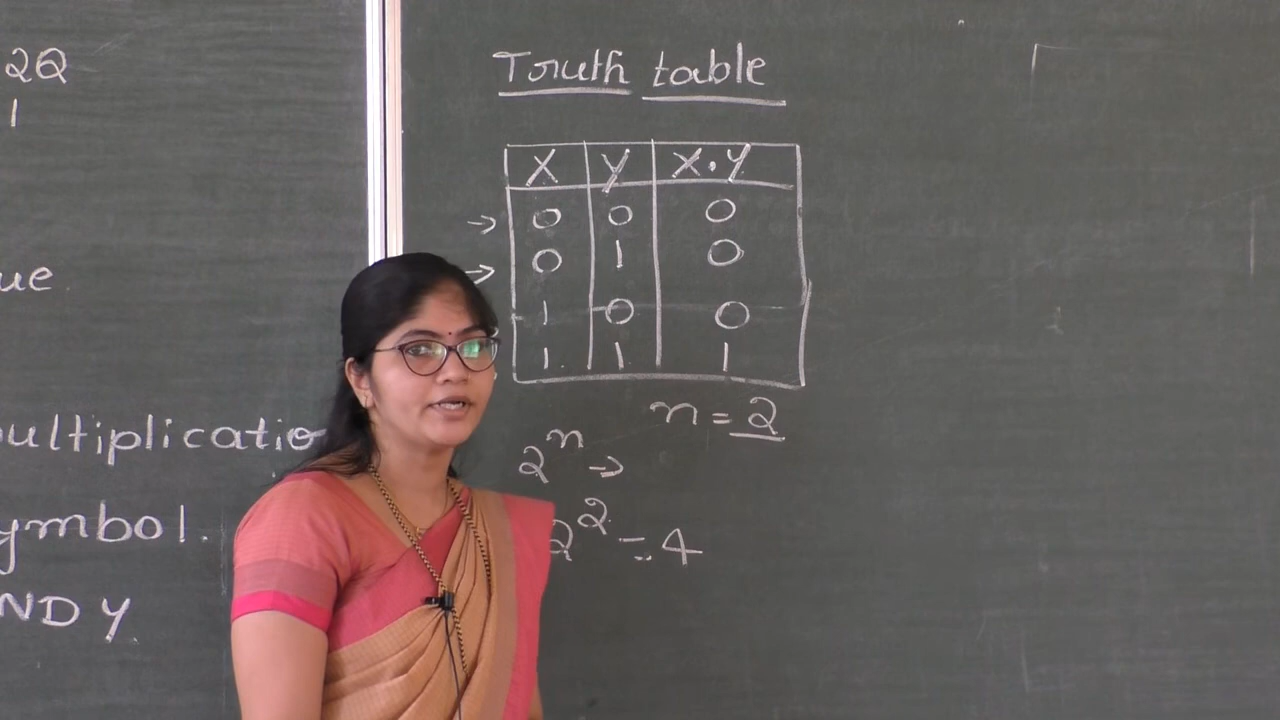 2Q
1
ue.
multiplicatio
ymbol.
ND Y
Truth table
X Y X.Y
→ 0 0 0
→ 0 1 0
1 0 0
1 1 1
n = 2
2ⁿ →
2² = 4